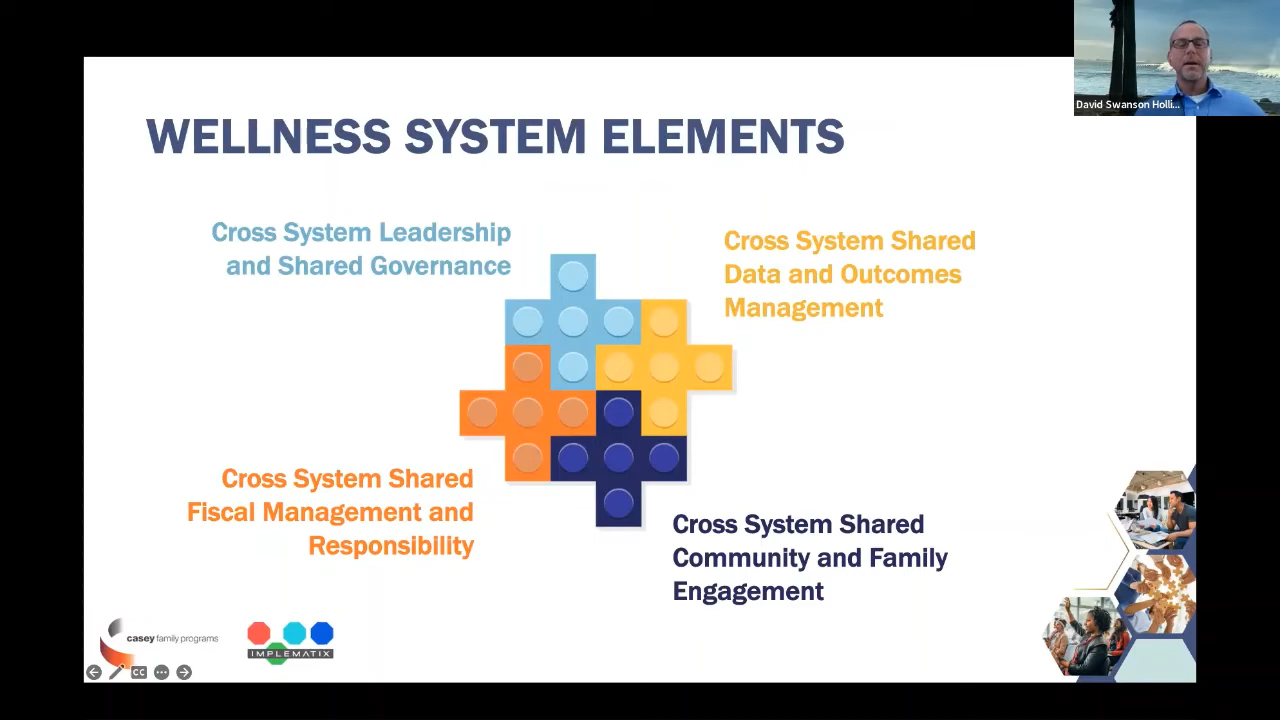 David Swanson Holli...
WELLNESS SYSTEM ELEMENTS
Cross System Leadership
and Shared Governance
Cross System Shared
Data and Outcomes
Management
Cross System Shared
Fiscal Management and
Responsibility
Cross System Shared
Community and Family
Engagement
casey family programs
IMPLEMATIX
CC